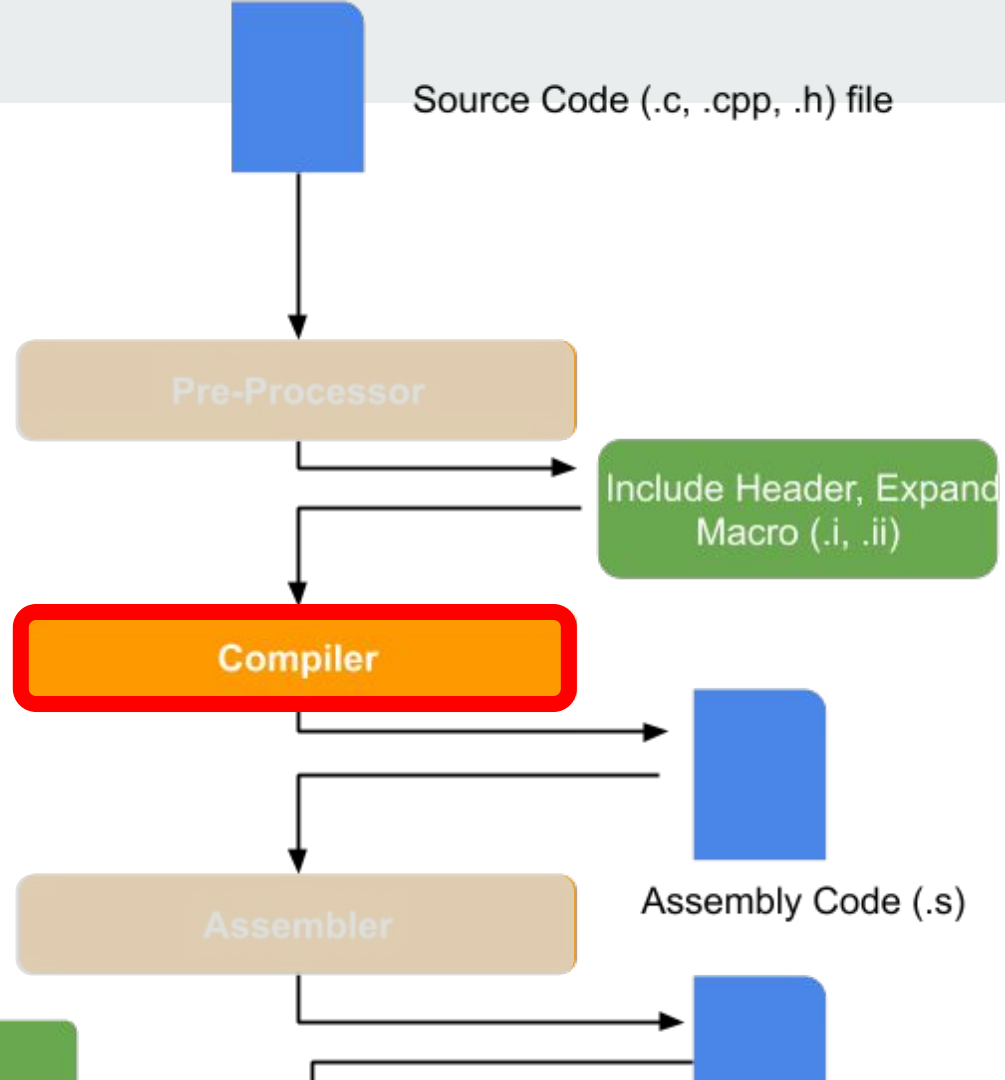 Source Code (.c, .cpp, .h) file
Pre-Processor
Include Header, Expand
Macro (.i, .ii)
Compiler
Assembly Code (.s)
Assembler